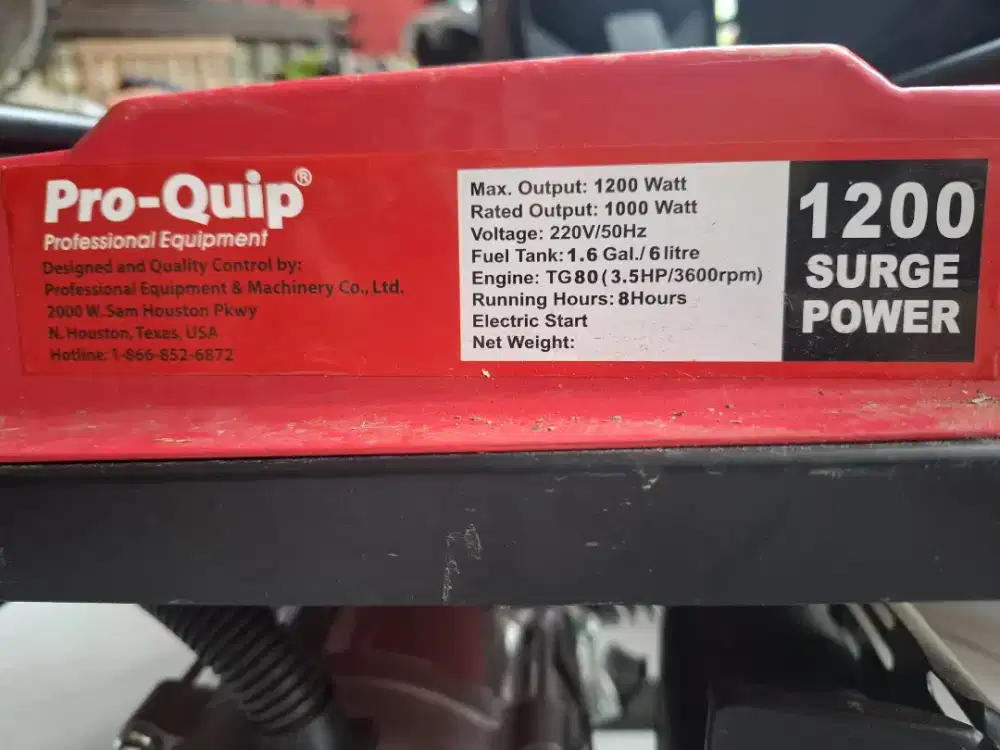 Pro-Quip®
Professional Equipment
Designed and Quality Control by:
Professional Equipment & Machinery Co., Ltd.
2000 W. Sam Houston Pkwy
N. Houston, Texas, USA
Hotline: 1-866-852-6872
Max. Output: 1200 Watt
Rated Output: 1000 Watt
Voltage: 220V/50Hz
Fuel Tank: 1.6 Gal./ 6 litre
Engine: TG80 (3.5HP/3600rpm)
Running Hours: 8Hours
Electric Start
Net Weight:
1200
SURGE
POWER